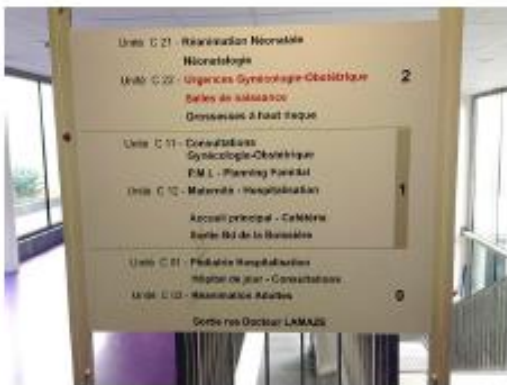 Unité C 21 - Réanimation Néonatale
Néonatologie
Unité C 22 - Urgences Gynécologie-Obstétrique
2
Salles de naissance
Grossesses à haut risque
Unité C 11 - Consultations
Gynécologie-Obstétrique
P.M.I. - Planning Familial
Unité C 12 - Maternité - Hospitalisation
1
Accueil principal - Cafétéria
Sortie Bd de la Boissière
Unité C 01 - Pédiatrie Hospitalisation
Hôpital de jour - Consultations
Unité C 03 - Réanimation Adultes
0
Sortie rue Docteur LAMAZE